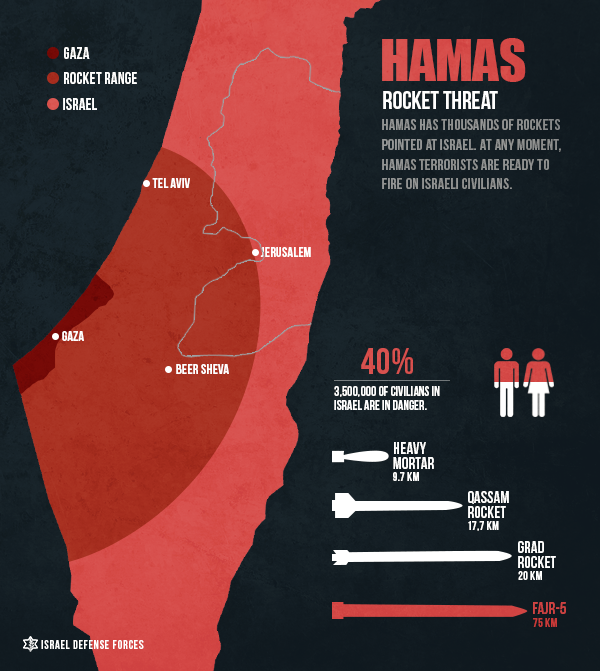 GAZA
ROCKET RANGE
ISRAEL
HAMAS
ROCKET THREAT
HAMAS HAS THOUSANDS OF ROCKETS
POINTED AT ISRAEL. AT ANY MOMENT,
HAMAS TERRORISTS ARE READY TO
FIRE ON ISRAELI CIVILIANS.
TEL AVIV
JERUSALEM
GAZA
BEER SHEVA
40%
3,500,000 OF CIVILIANS IN
ISRAEL ARE IN DANGER.
HEAVY
MORTAR
9.7 KM
QASSAM
ROCKET
17,7 KM
GRAD
ROCKET
20 KM
FAJR-5
75 KM
ISRAEL DEFENSE FORCES